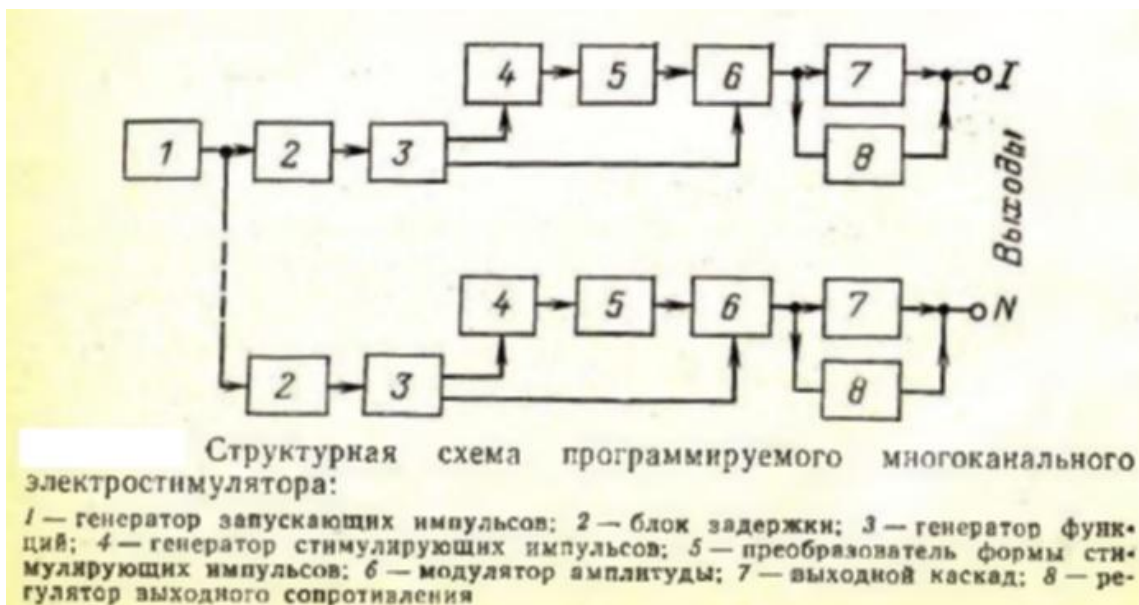 4 5 6 7 I
1 2 3 8
Выходы
4 5 6 7 N
2 3 8
Структурная схема программируемого многоканального
электростимулятора:
1 — генератор запускающих импульсов; 2 — блок задержки; 3 — генератор функ-
ций; 4 — генератор стимулирующих импульсов; 5 — преобразователь формы сти-
мулирующих импульсов; 6 — модулятор амплитуды; 7 — выходной каскад; 8 — ре-
гулятор выходного сопротивления